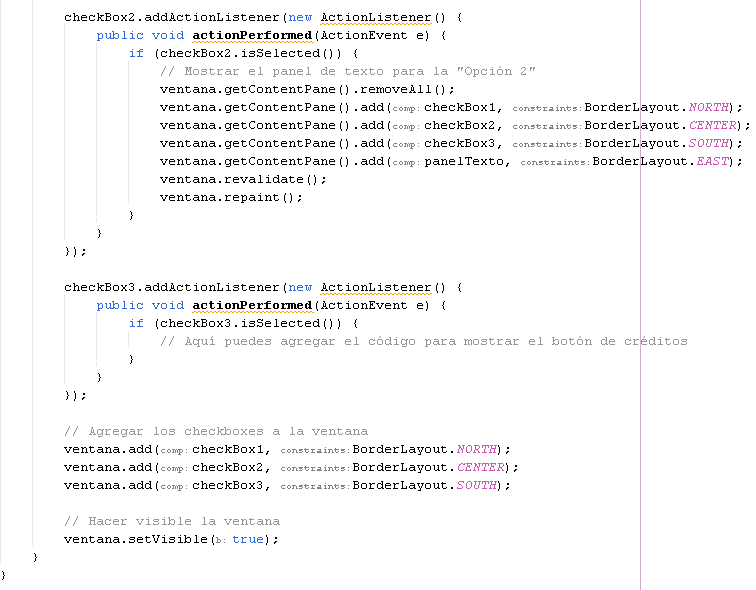 checkBox2.addActionListener(new ActionListener() {
public void actionPerformed(ActionEvent e) {
if (checkBox2.isSelected()) {
// Mostrar el panel de texto para la "Opción 2"
ventana.getContentPane().removeAll();
ventana.getContentPane().add(comp: checkBox1, constraints: BorderLayout.NORTH);
ventana.getContentPane().add(comp: checkBox2, constraints: BorderLayout.CENTER);
ventana.getContentPane().add(comp: checkBox3, constraints: BorderLayout.SOUTH);
ventana.getContentPane().add(comp: panelTexto, constraints: BorderLayout.EAST);
ventana.revalidate();
ventana.repaint();
}
}
});
checkBox3.addActionListener(new ActionListener() {
public void actionPerformed(ActionEvent e) {
if (checkBox3.isSelected()) {
// Aquí puedes agregar el código para mostrar el botón de créditos
}
}
});
// Agregar los checkboxes a la ventana
ventana.add(comp: checkBox1, constraints: BorderLayout.NORTH);
ventana.add(comp: checkBox2, constraints: BorderLayout.CENTER);
ventana.add(comp: checkBox3, constraints: BorderLayout.SOUTH);
// Hacer visible la ventana
ventana.setVisible(b: true);
}
}